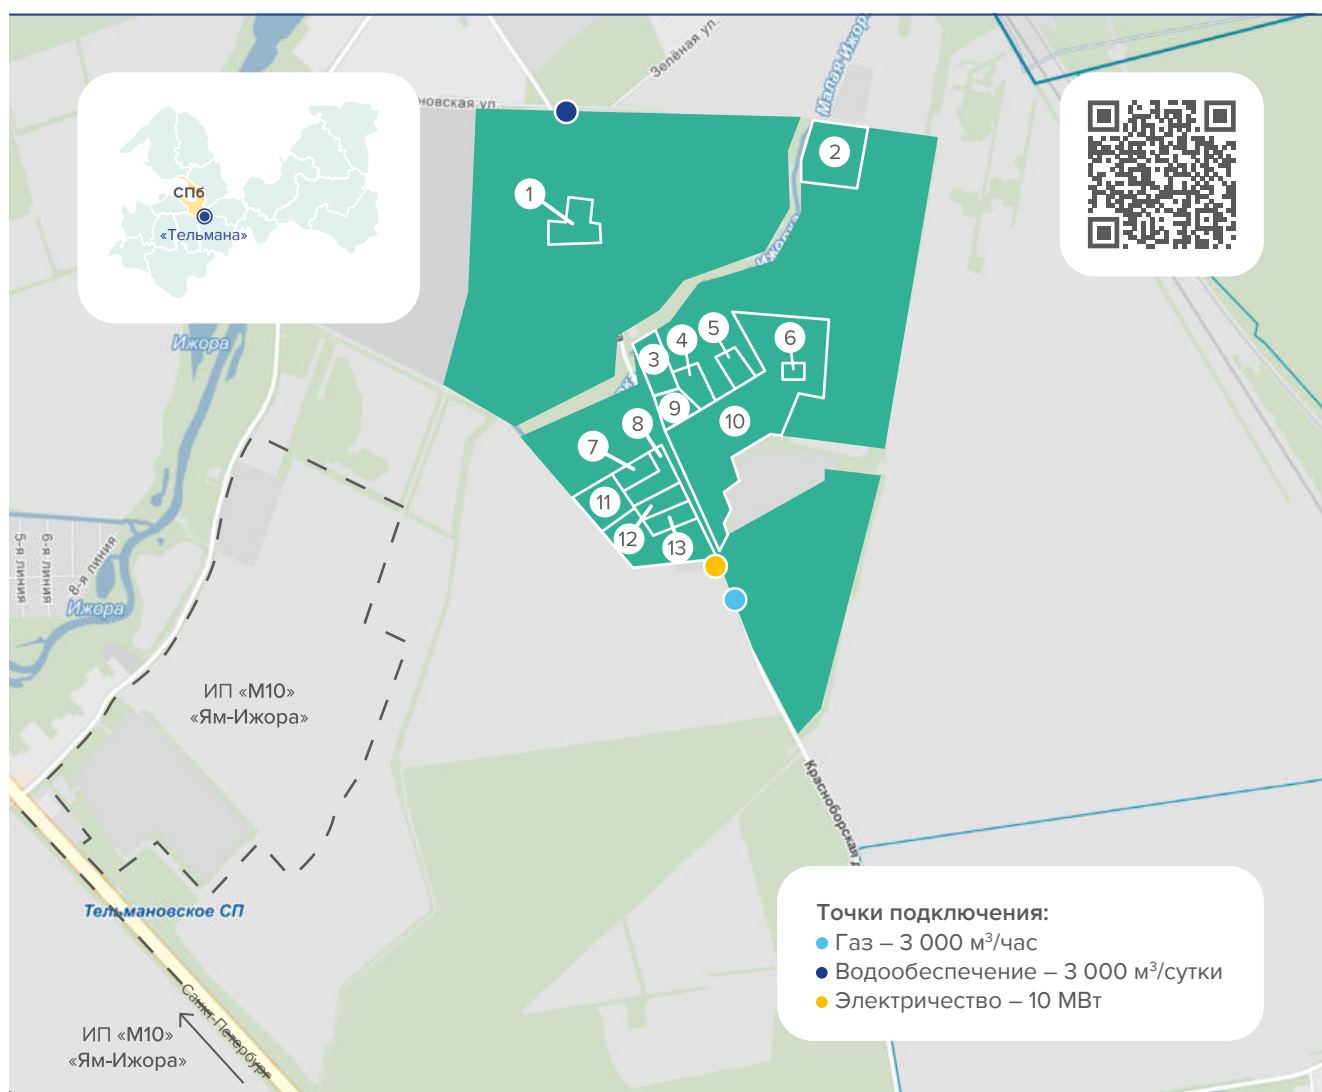 Зелёная ул.
новская ул.
Малая Ижор
СПб
«Тельмана»
1
2
Ижорка
Ижора
3
4
5
6
7
8
9
10
11
12
13
5-я линия
6-я линия
8-я линия
Ижора
ИП «М10»
«Ям-Ижора»
Красноборская д
Тельмановское СП
Санкт-Петербург
ИП «М10»
«Ям-Ижора»
Точки подключения:
Газ – 3 000 м³/час
Водообеспечение – 3 000 м³/сутки
Электричество – 10 МВт